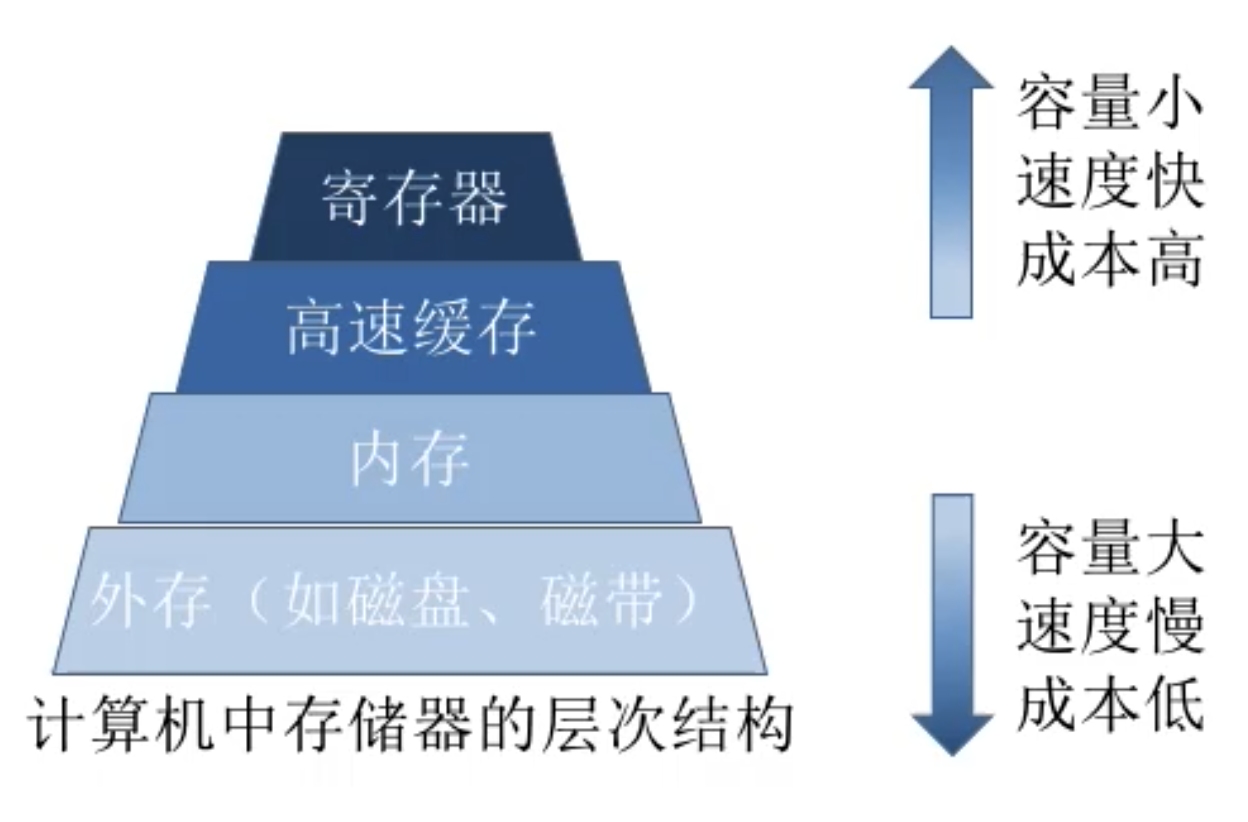 寄存器
高速缓存
内存
外存（如磁盘、磁带）
计算机中存储器的层次结构
容量小
速度快
成本高
容量大
速度慢
成本低